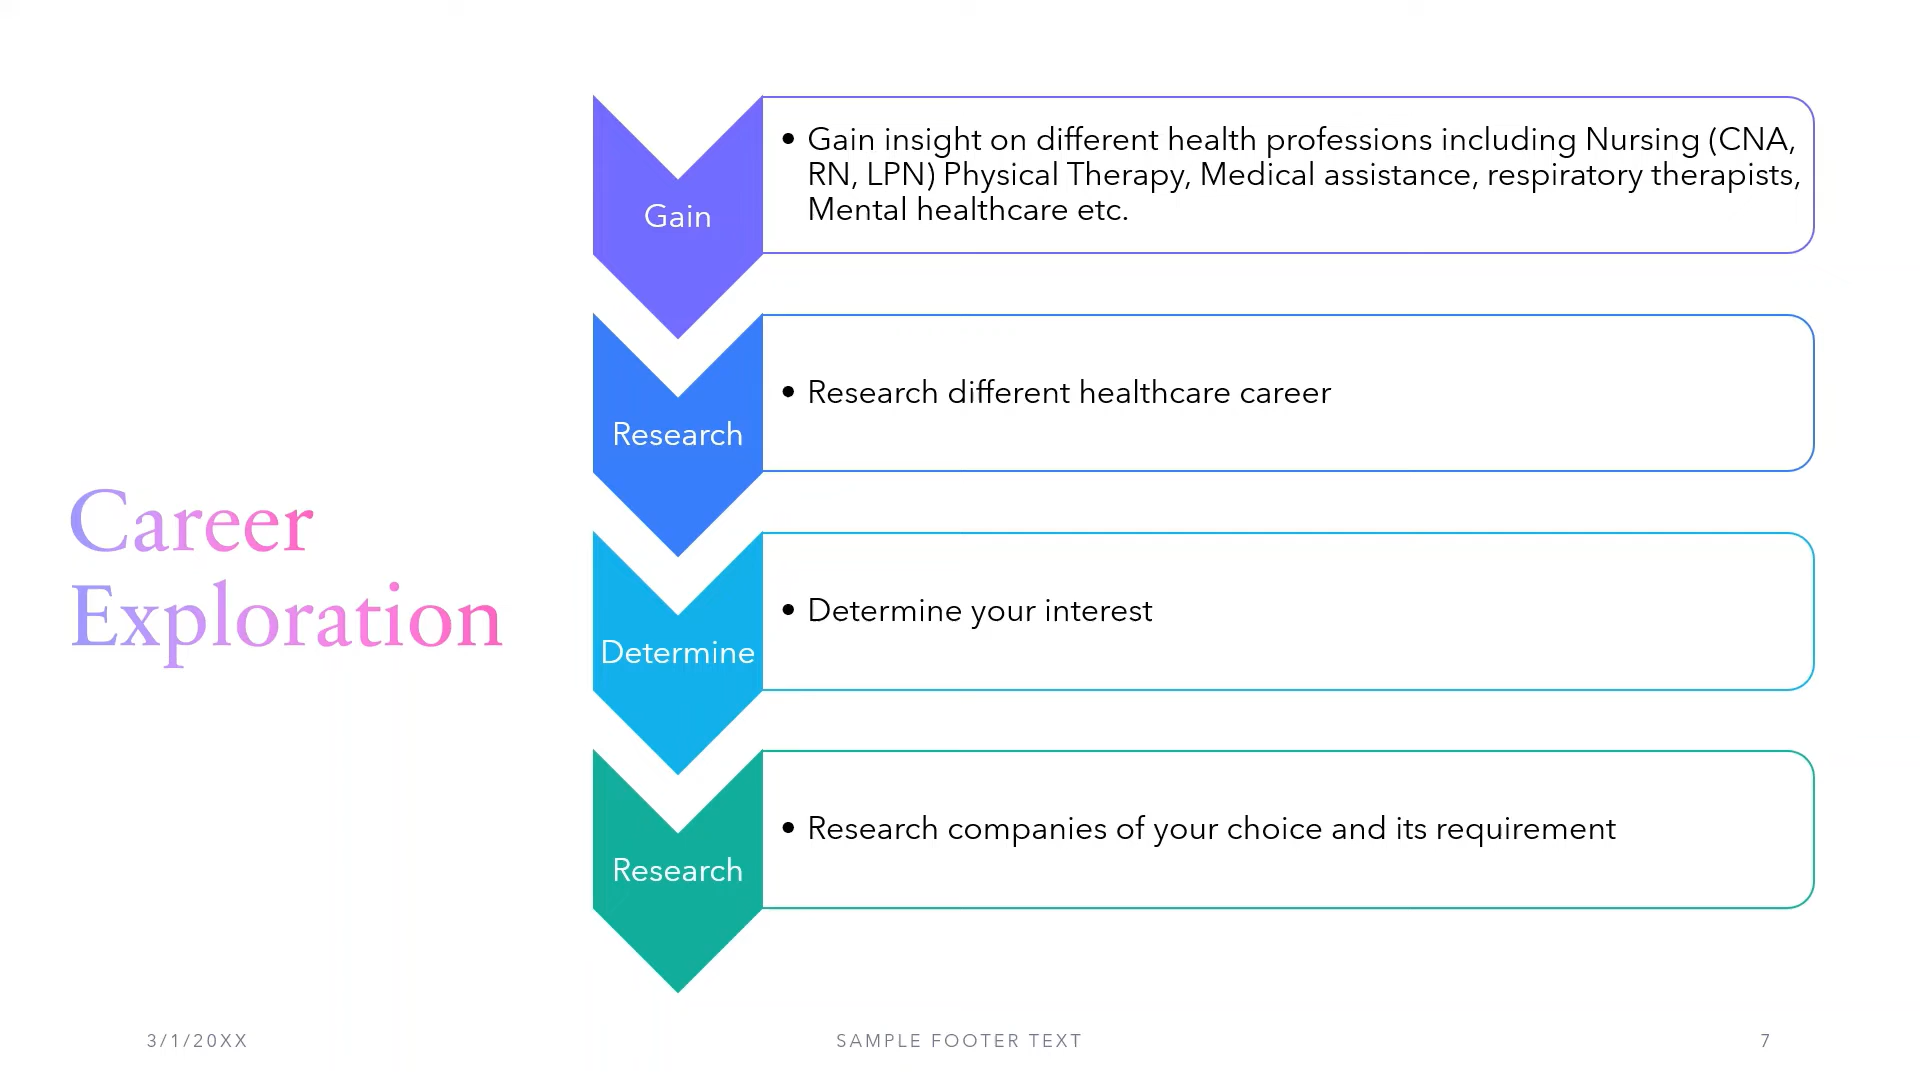 Career
Exploration
Gain
• Gain insight on different health professions including Nursing (CNA,
RN, LPN) Physical Therapy, Medical assistance, respiratory therapists,
Mental healthcare etc.
Research
• Research different healthcare career
Determine
• Determine your interest
Research
• Research companies of your choice and its requirement
3/1/20XX
SAMPLE FOOTER TEXT
7